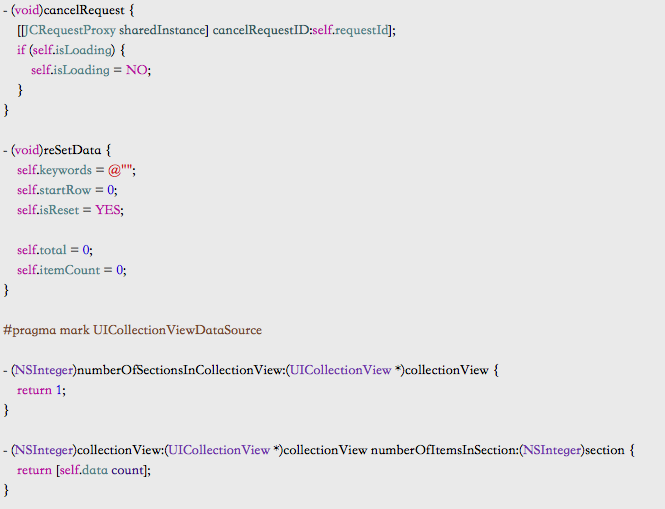 - (void)cancelRequest {
[[JCRequestProxy sharedInstance] cancelRequestID:self.requestId];
if (self.isLoading) {
self.isLoading = NO;
}
}
- (void)reSetData {
self.keywords = @"";
self.startRow = 0;
self.isReset = YES;
self.total = 0;
self.itemCount = 0;
}
#pragma mark UICollectionViewDataSource
- (NSInteger)numberOfSectionsInCollectionView:(UICollectionView *)collectionView {
return 1;
}
- (NSInteger)collectionView:(UICollectionView *)collectionView numberOfItemsInSection:(NSInteger)section {
return [self.data count];
}